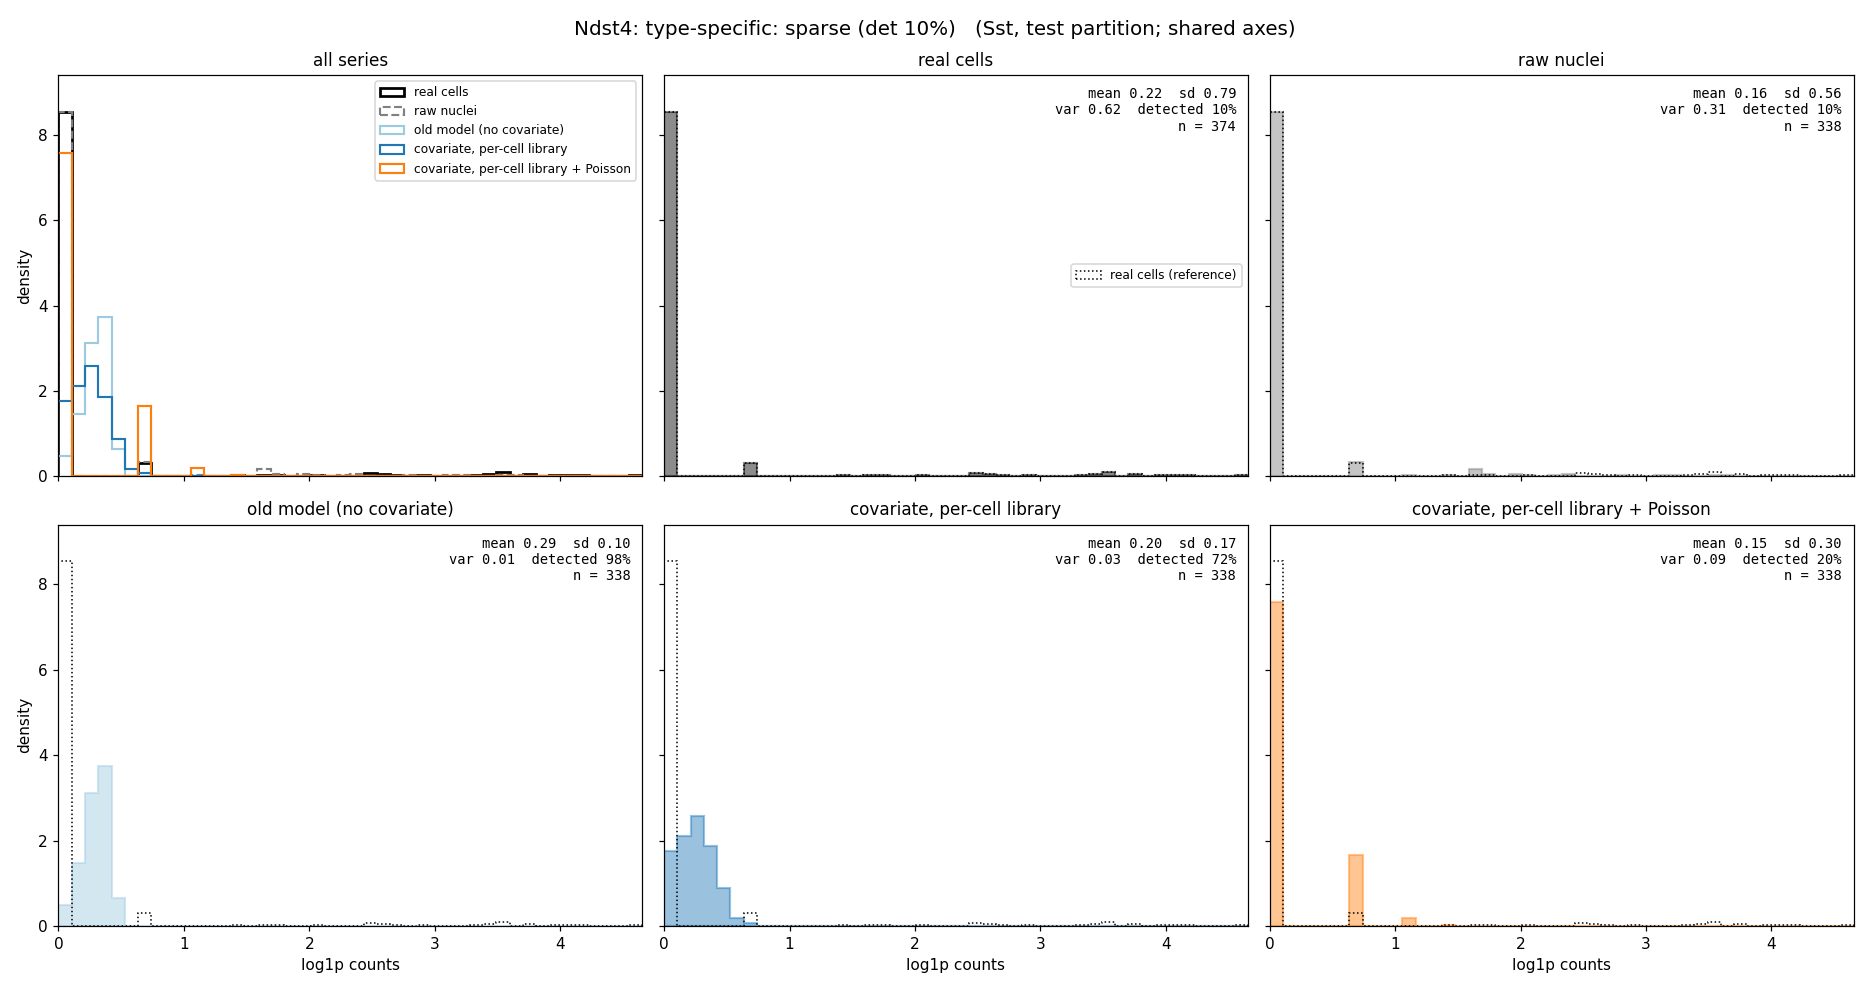 Ndst4: type-specific: sparse (det 10%)   (Sst, test partition; shared axes)
all series
real cells
raw nuclei
old model (no covariate)
covariate, per-cell library
covariate, per-cell library + Poisson
density
8
6
4
2
0
real cells
mean 0.22  sd 0.79
var 0.62  detected 10%
n = 374
real cells (reference)
raw nuclei
mean 0.16  sd 0.56
var 0.31  detected 10%
n = 338
old model (no covariate)
mean 0.29  sd 0.10
var 0.01  detected 98%
n = 338
density
8
6
4
2
0
0 1 2 3 4
log1p counts
covariate, per-cell library
mean 0.20  sd 0.17
var 0.03  detected 72%
n = 338
0 1 2 3 4
log1p counts
covariate, per-cell library + Poisson
mean 0.15  sd 0.30
var 0.09  detected 20%
n = 338
0 1 2 3 4
log1p counts